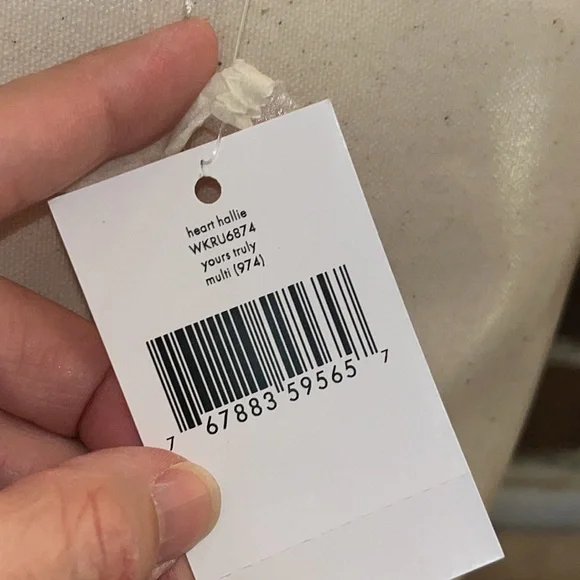 heart hallie
WKRU6874
yours truly
multi (974)
7 67883 59565 7